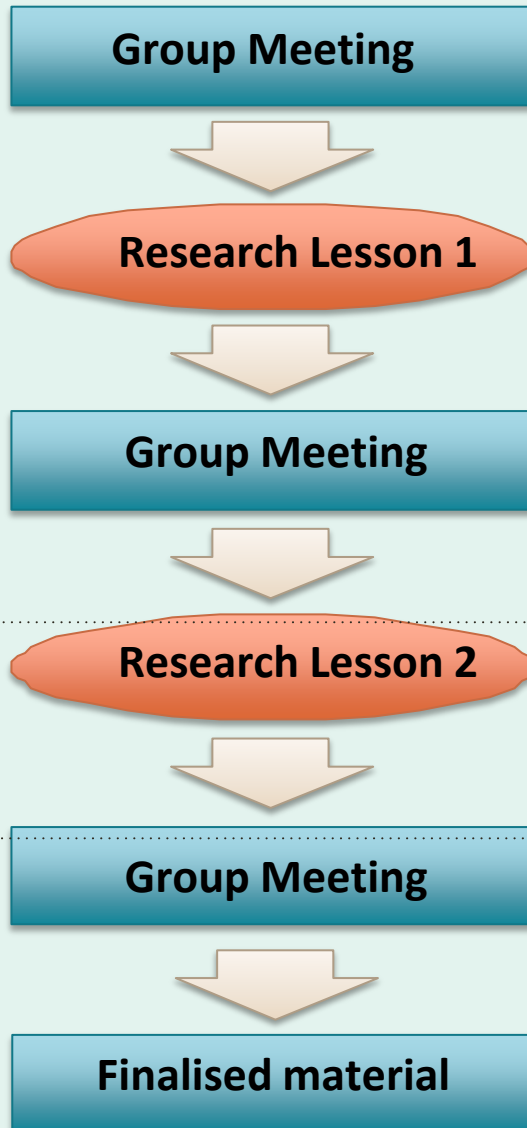 Group Meeting
Research Lesson 1
Group Meeting
Research Lesson 2
Group Meeting
Finalised material